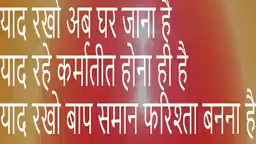 याद रखो अब घर जाना है
याद रहे कर्मातीत होना ही है
याद रखो बाप समान फरिश्ता बनना है